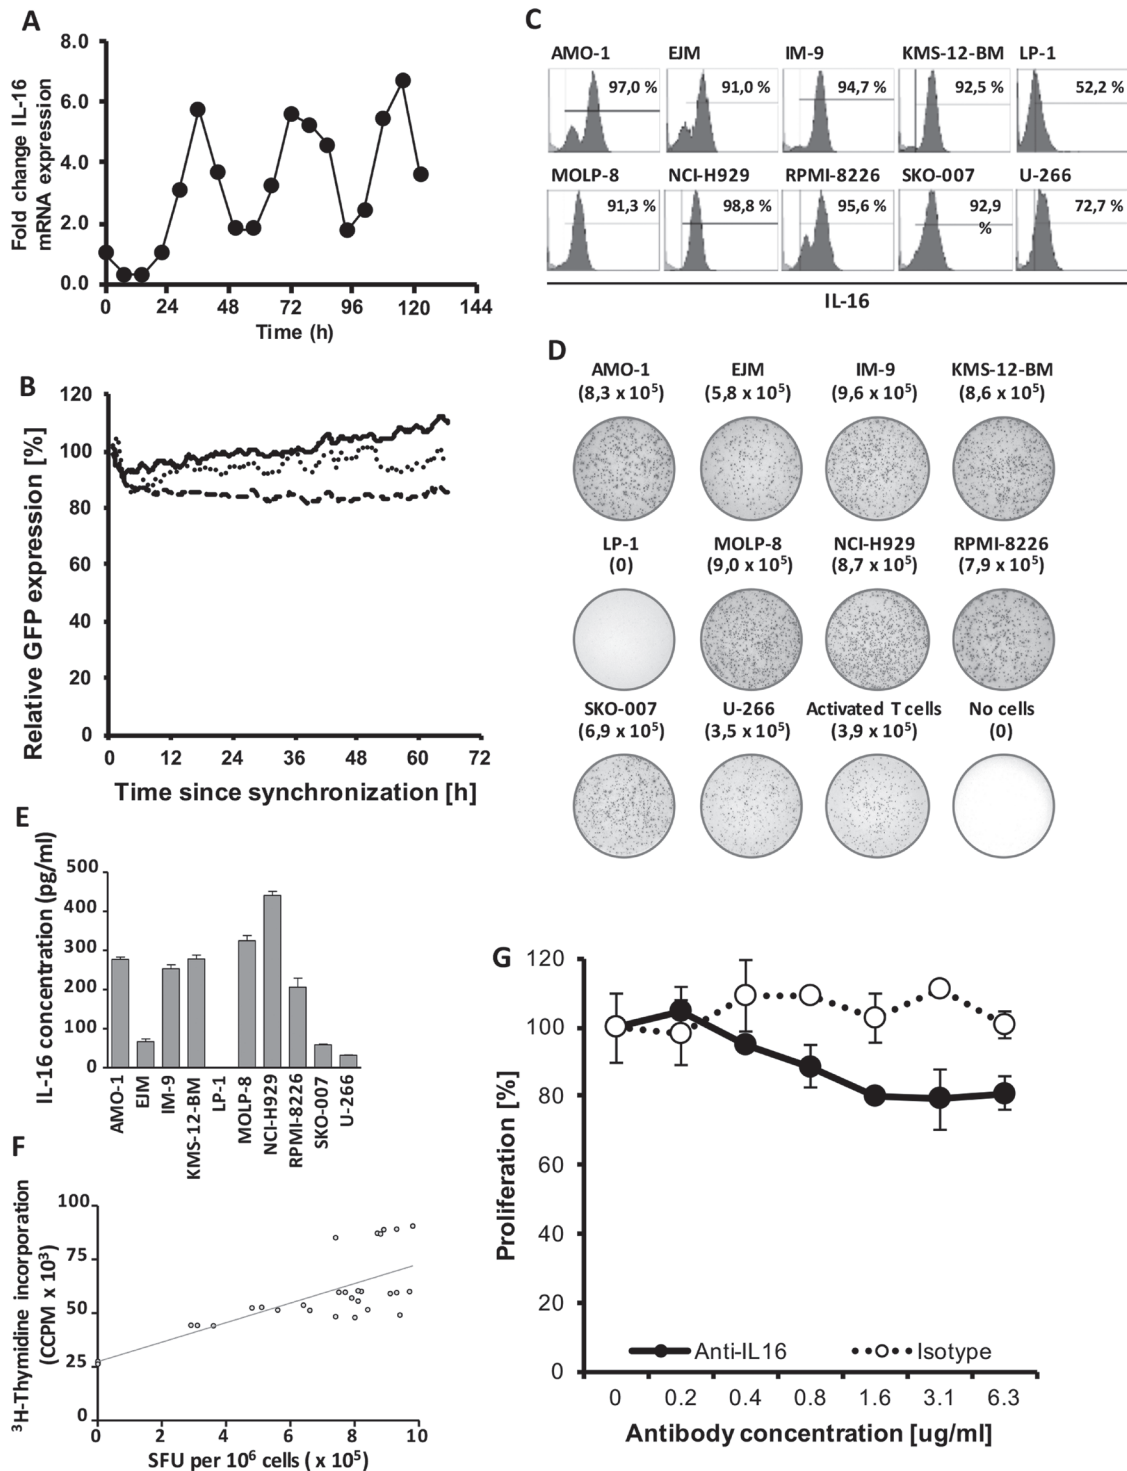 A
8.0
6.0
4.0
2.0
0.0
Fold change IL-16
mRNA expression
0 24 48 72 96 120 144
Time (h)
B
120
100
80
60
40
20
0
Relative GFP expression [%]
0 12 24 36 48 60 72
Time since synchronization [h]
C
AMO-1 EJM IM-9 KMS-12-BM LP-1
97,0 % 91,0 % 94,7 % 92,5 % 52,2 %
MOLP-8 NCI-H929 RPMI-8226 SKO-007 U-266
91,3 % 98,8 % 95,6 % 92,9 % 72,7 %
IL-16
D
AMO-1 EJM IM-9 KMS-12-BM
(8,3 x 10⁵) (5,8 x 10⁵) (9,6 x 10⁵) (8,6 x 10⁵)
LP-1 MOLP-8 NCI-H929 RPMI-8226
(0) (9,0 x 10⁵) (8,7 x 10⁵) (7,9 x 10⁵)
SKO-007 U-266 Activated T cells No cells
(6,9 x 10⁵) (3,5 x 10⁵) (3,9 x 10⁵) (0)
E
500
400
300
200
100
0
IL-16 concentration (pg/ml)
AMO-1 EJM IM-9 KMS-12-BM LP-1 MOLP-8 NCI-H929 RPMI-8226 SKO-007 U-266
F
100
75
50
25
0
³H-Thymidine incorporation
(CCPM x 10³)
0 2 4 6 8 10
SFU per 10⁶ cells ( x 10⁵)
G
120
100
80
60
40
20
0
Proliferation [%]
Anti-IL16 Isotype
0 0.2 0.4 0.8 1.6 3.1 6.3
Antibody concentration [ug/ml]